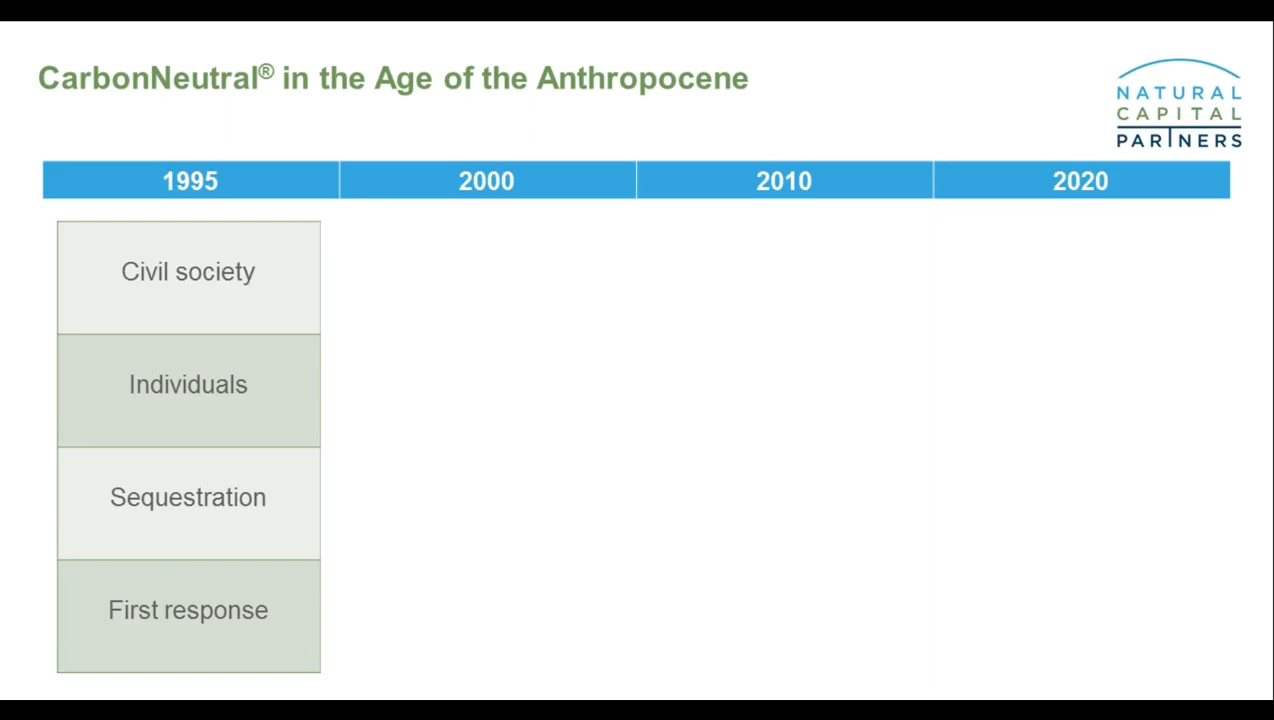 CarbonNeutral® in the Age of the Anthropocene
NATURAL
CAPITAL
PARTNERS
1995 2000 2010 2020
Civil society
Individuals
Sequestration
First response